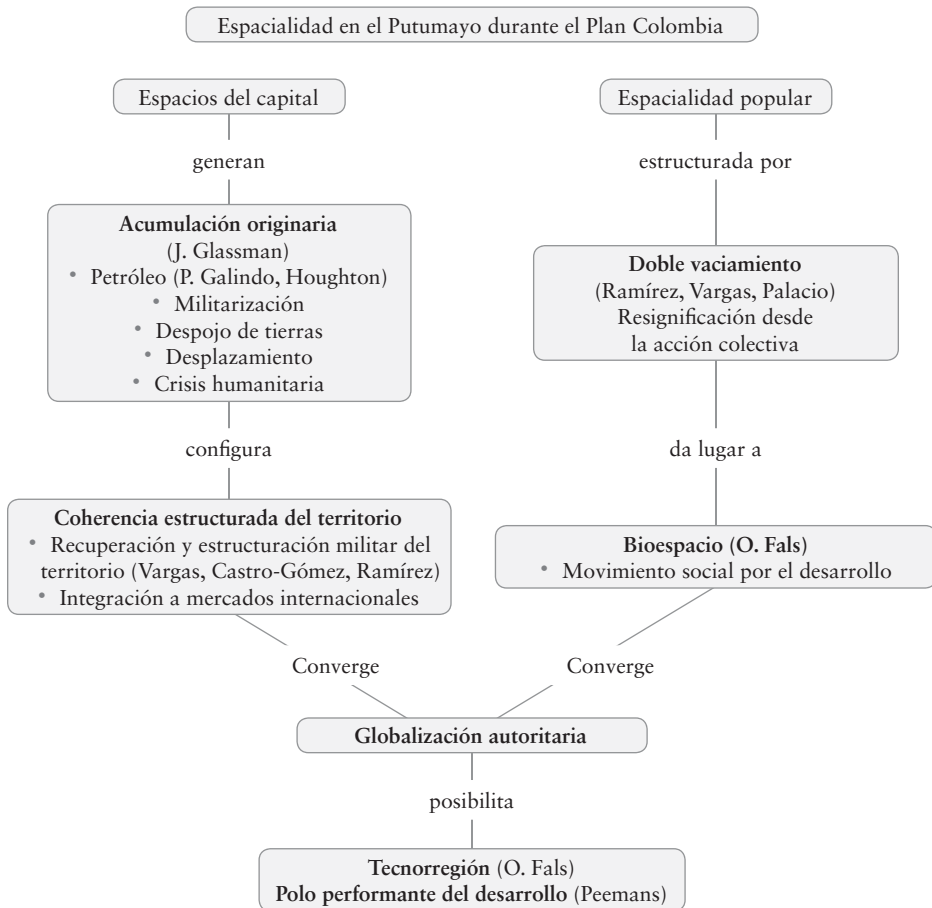 Espacialidad en el Putumayo durante el Plan Colombia
Espacios del capital
generan
Acumulación originaria
(J. Glassman)
• Petróleo (P. Galindo, Houghton)
• Militarización
• Despojo de tierras
• Desplazamiento
• Crisis humanitaria
configura
Coherencia estructurada del territorio
• Recuperación y estructuración militar del
territorio (Vargas, Castro-Gómez, Ramírez)
• Integración a mercados internacionales
Converge
Espacialidad popular
estructurada por
Doble vaciamiento
(Ramírez, Vargas, Palacio)
Resignificación desde
la acción colectiva
da lugar a
Bioespacio (O. Fals)
• Movimiento social por el desarrollo
Converge
Globalización autoritaria
posibilita
Tecnorregión (O. Fals)
Polo performante del desarrollo (Peemans)